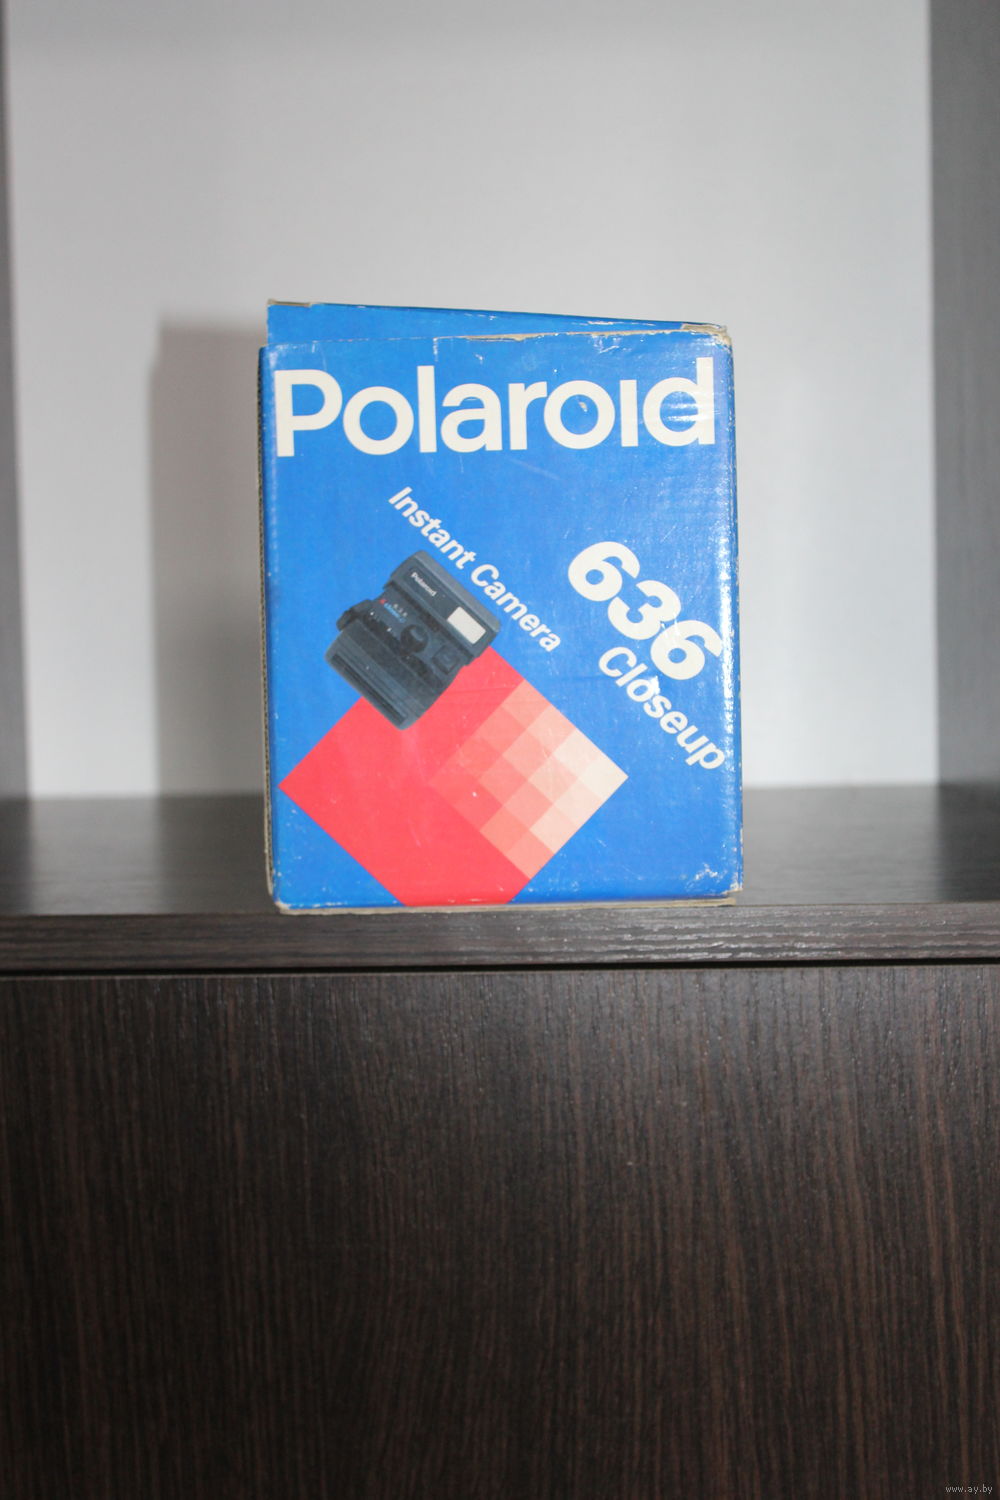 Polaroid
Instant Camera
636
Closeup
Polaroid
www.ay.by